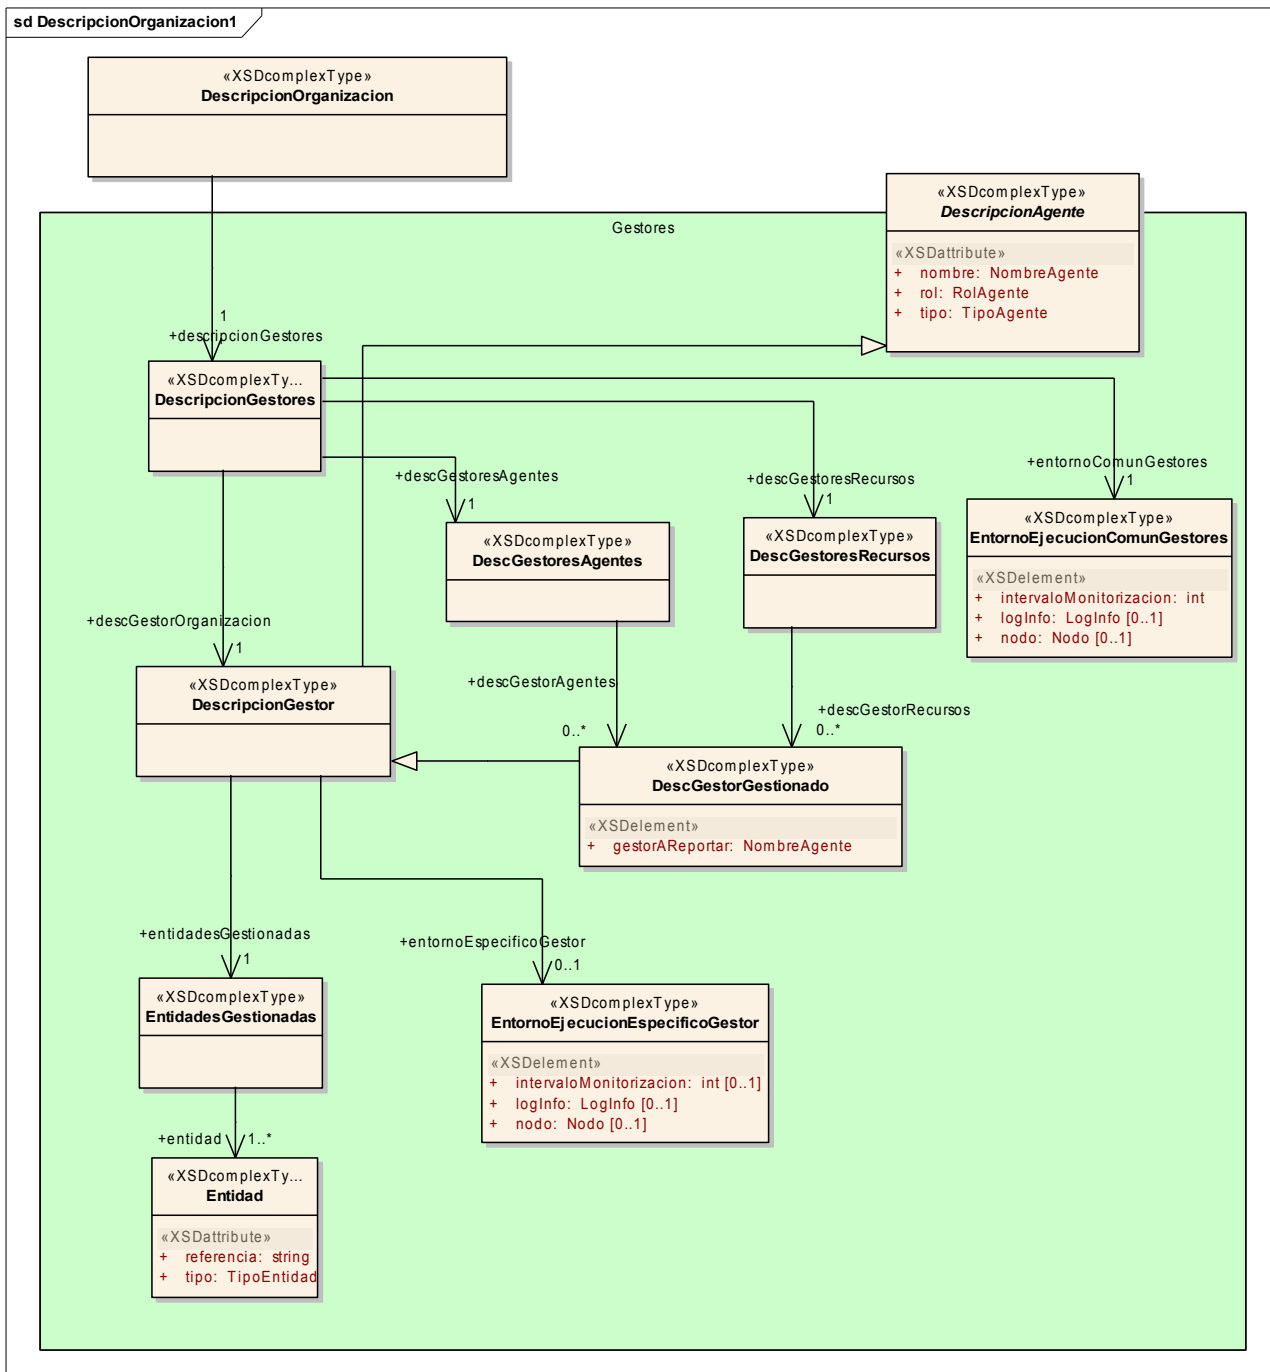 sd DescripcionOrganizacion1
«XSDcomplexType»
DescripcionOrganizacion
«XSDcomplexType»
DescripcionAgente
«XSDattribute»
+ nombre: NombreAgente
+ rol: RolAgente
+ tipo: TipoAgente
Gestores
1
+descripcionGestores
«XSDcomplexTy...
DescripcionGestores
+descGestoresAgentes
1
+descGestoresRecursos
1
+entornoComunGestores
1
«XSDcomplexType»
DescGestoresAgentes
«XSDcomplexType»
DescGestoresRecursos
«XSDcomplexType»
EntornoEjecucionComunGestores
«XSDelement»
+ intervaloMonitorizacion: int
+ logInfo: LogInfo [0..1]
+ nodo: Nodo [0..1]
+descGestorOrganizacion
1
«XSDcomplexType»
DescripcionGestor
+descGestorAgentes
0..*
+descGestorRecursos
0..*
«XSDcomplexType»
DescGestorGestionado
«XSDelement»
+ gestorAReportar: NombreAgente
+entidadesGestionadas
1
+entornoEspecificoGestor
0..1
«XSDcomplexType»
EntidadesGestionadas
«XSDcomplexType»
EntornoEjecucionEspecificoGestor
«XSDelement»
+ intervaloMonitorizacion: int [0..1]
+ logInfo: LogInfo [0..1]
+ nodo: Nodo [0..1]
+entidad
1..*
«XSDcomplexTy...
Entidad
«XSDattribute»
+ referencia: string
+ tipo: TipoEntidad